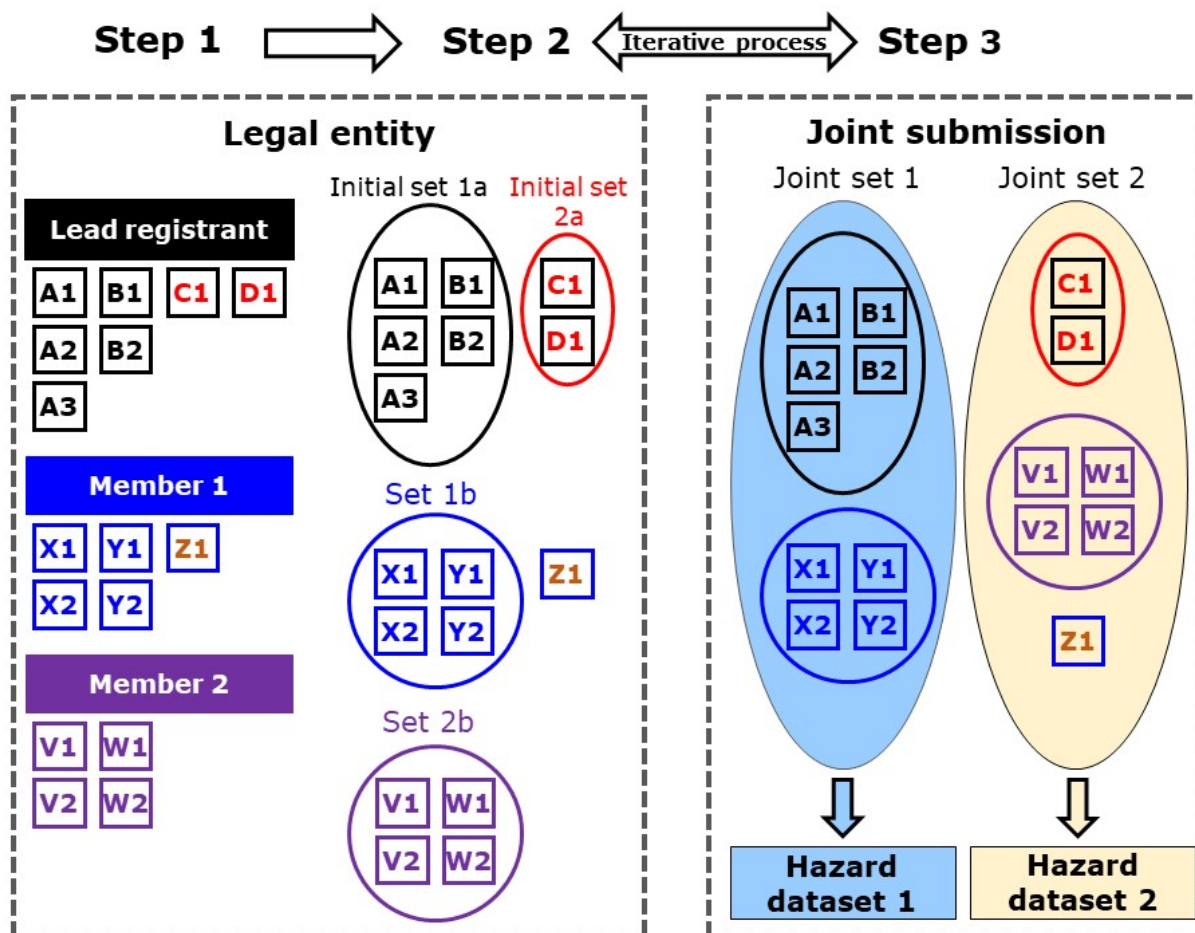 Step 1
Step 2
Iterative process
Step 3
Legal entity
Initial set 1a
Initial set
2a
Lead registrant
A1 B1 C1 D1
A2 B2
A3
A1 B1
A2 B2
A3
C1
D1
Member 1
X1 Y1 Z1
X2 Y2
Set 1b
X1 Y1
X2 Y2
Z1
Member 2
V1 W1
V2 W2
Set 2b
V1 W1
V2 W2
Joint submission
Joint set 1
A1 B1
A2 B2
A3
X1 Y1
X2 Y2
Hazard
dataset 1
Joint set 2
C1
D1
V1 W1
V2 W2
Z1
Hazard
dataset 2